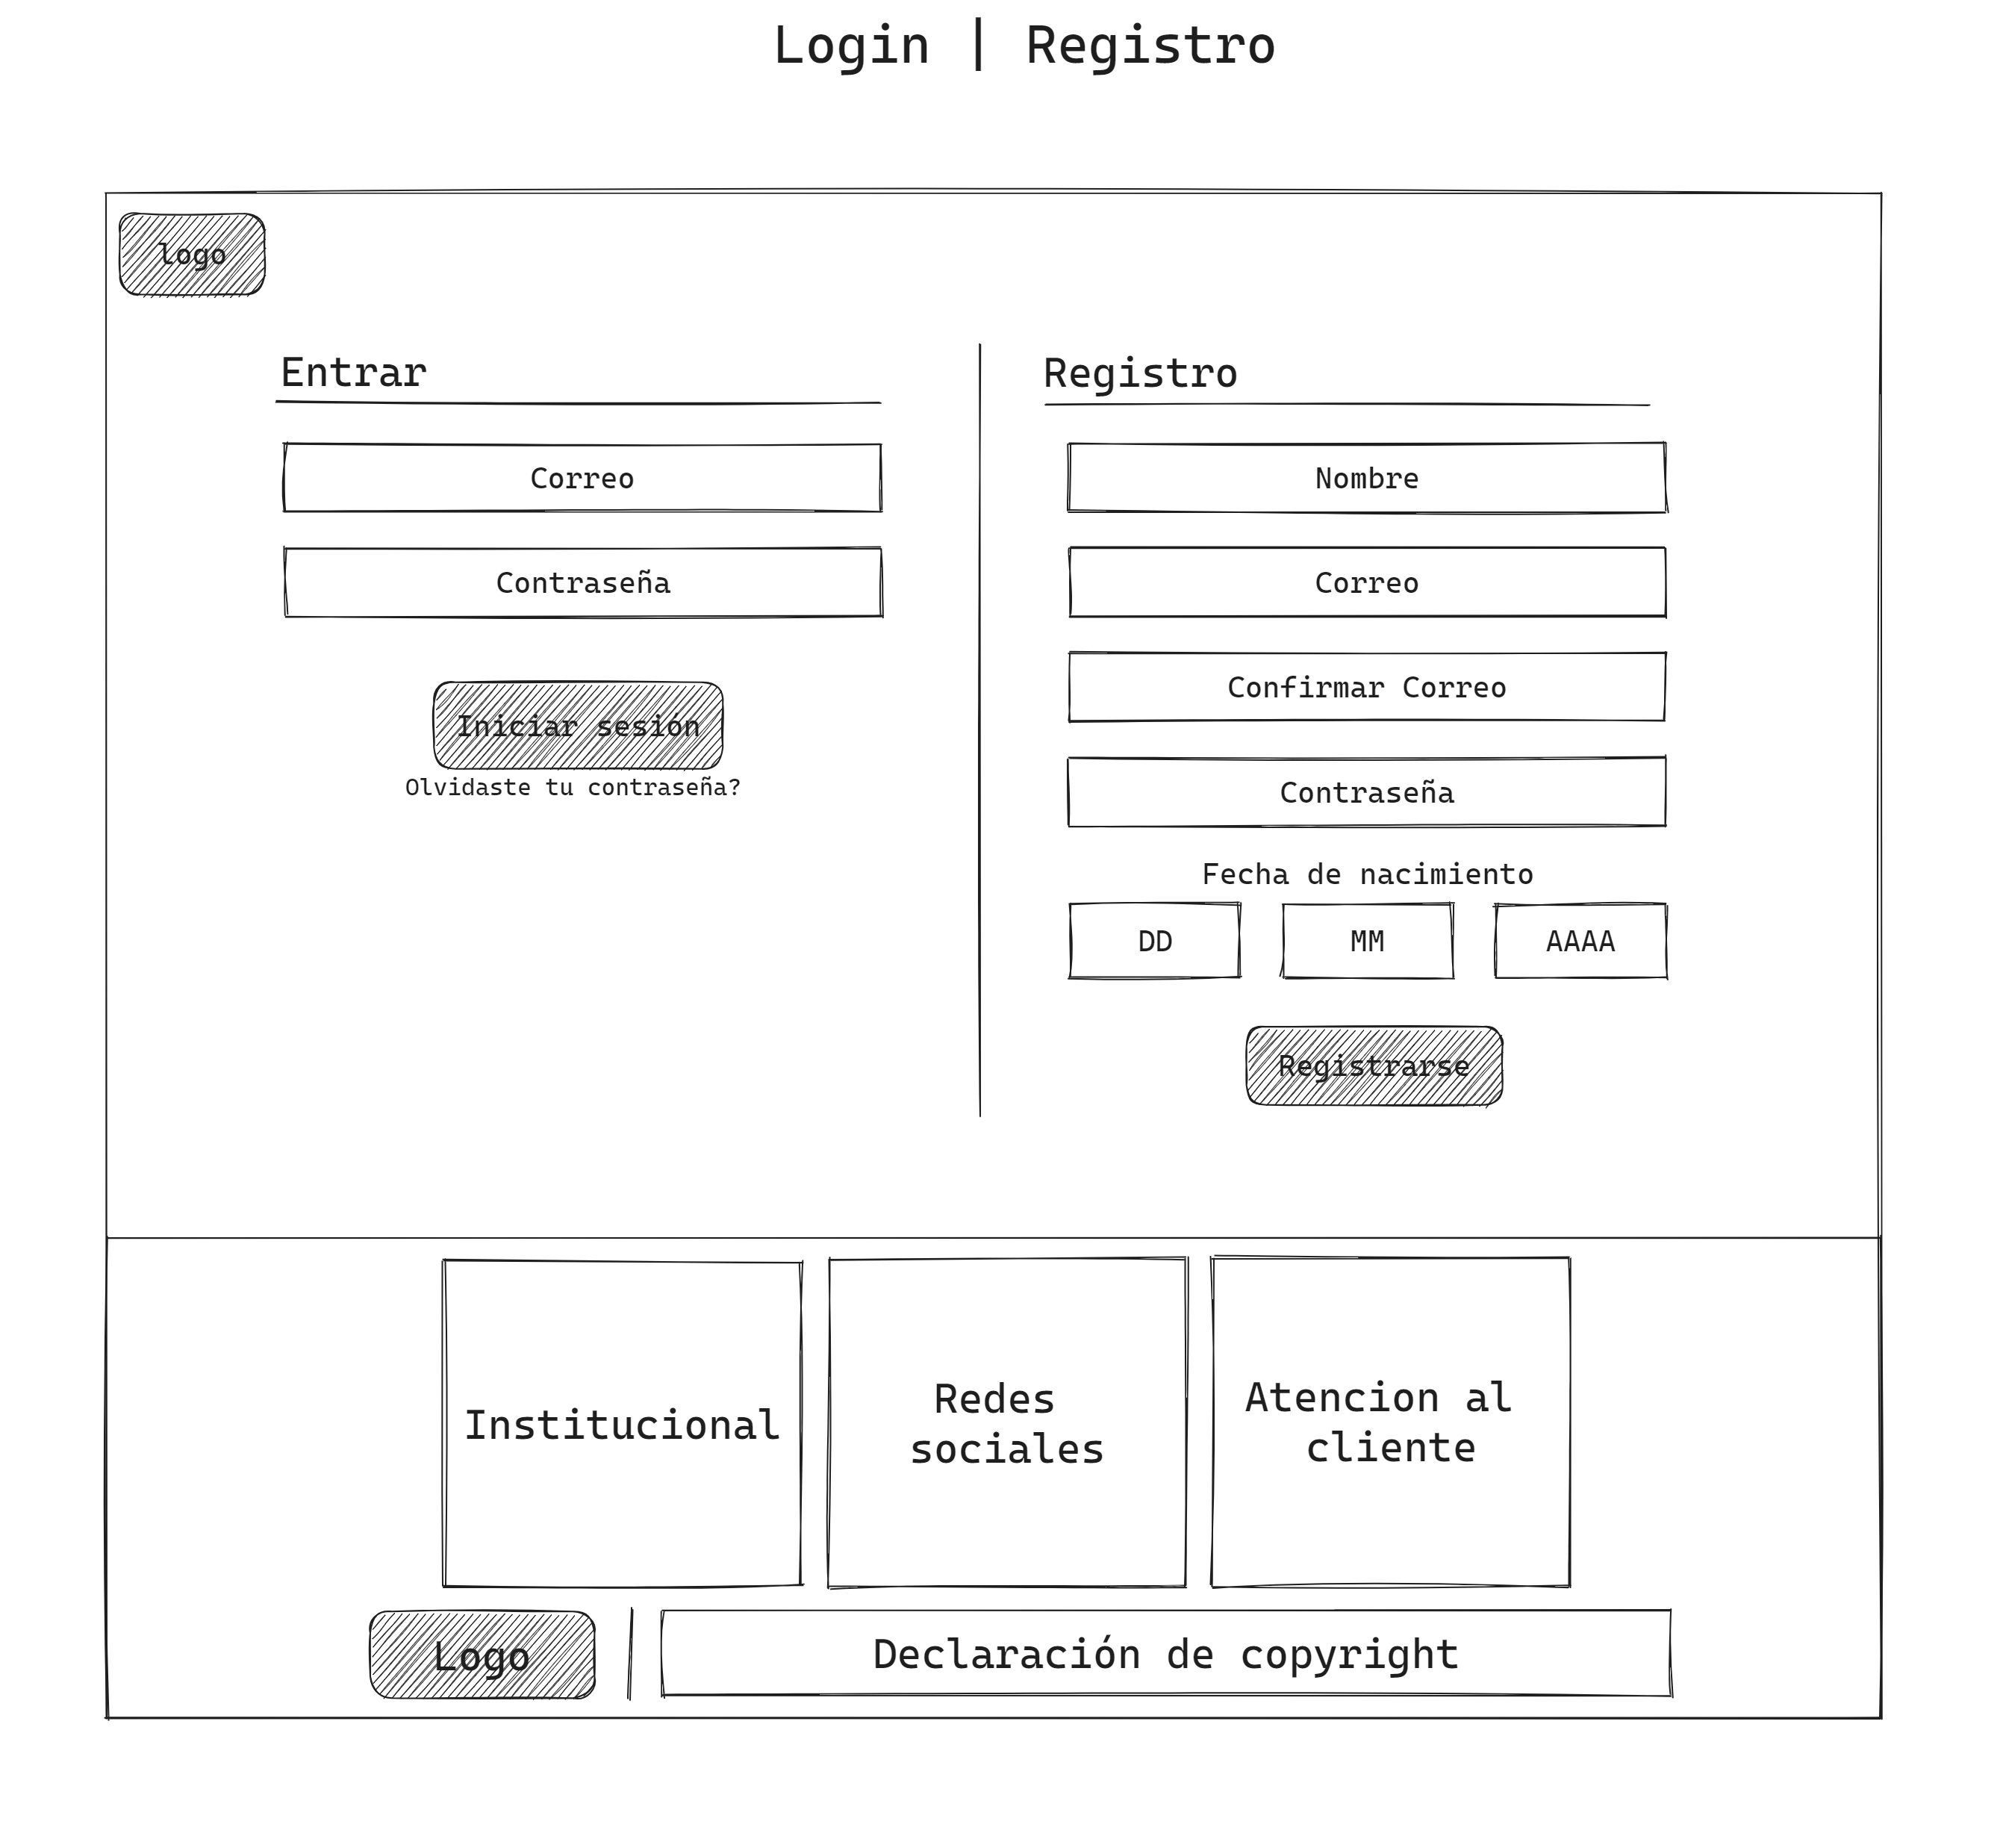 Login | Registro
logo
Entrar
Correo
Contraseña
Iniciar sesión
Olvidaste tu contraseña?
Registro
Nombre
Correo
Confirmar Correo
Contraseña
Fecha de nacimiento
DD MM AAAA
Registrarse
Institucional
Redes
sociales
Atencion al
cliente
Logo
Declaración de copyright